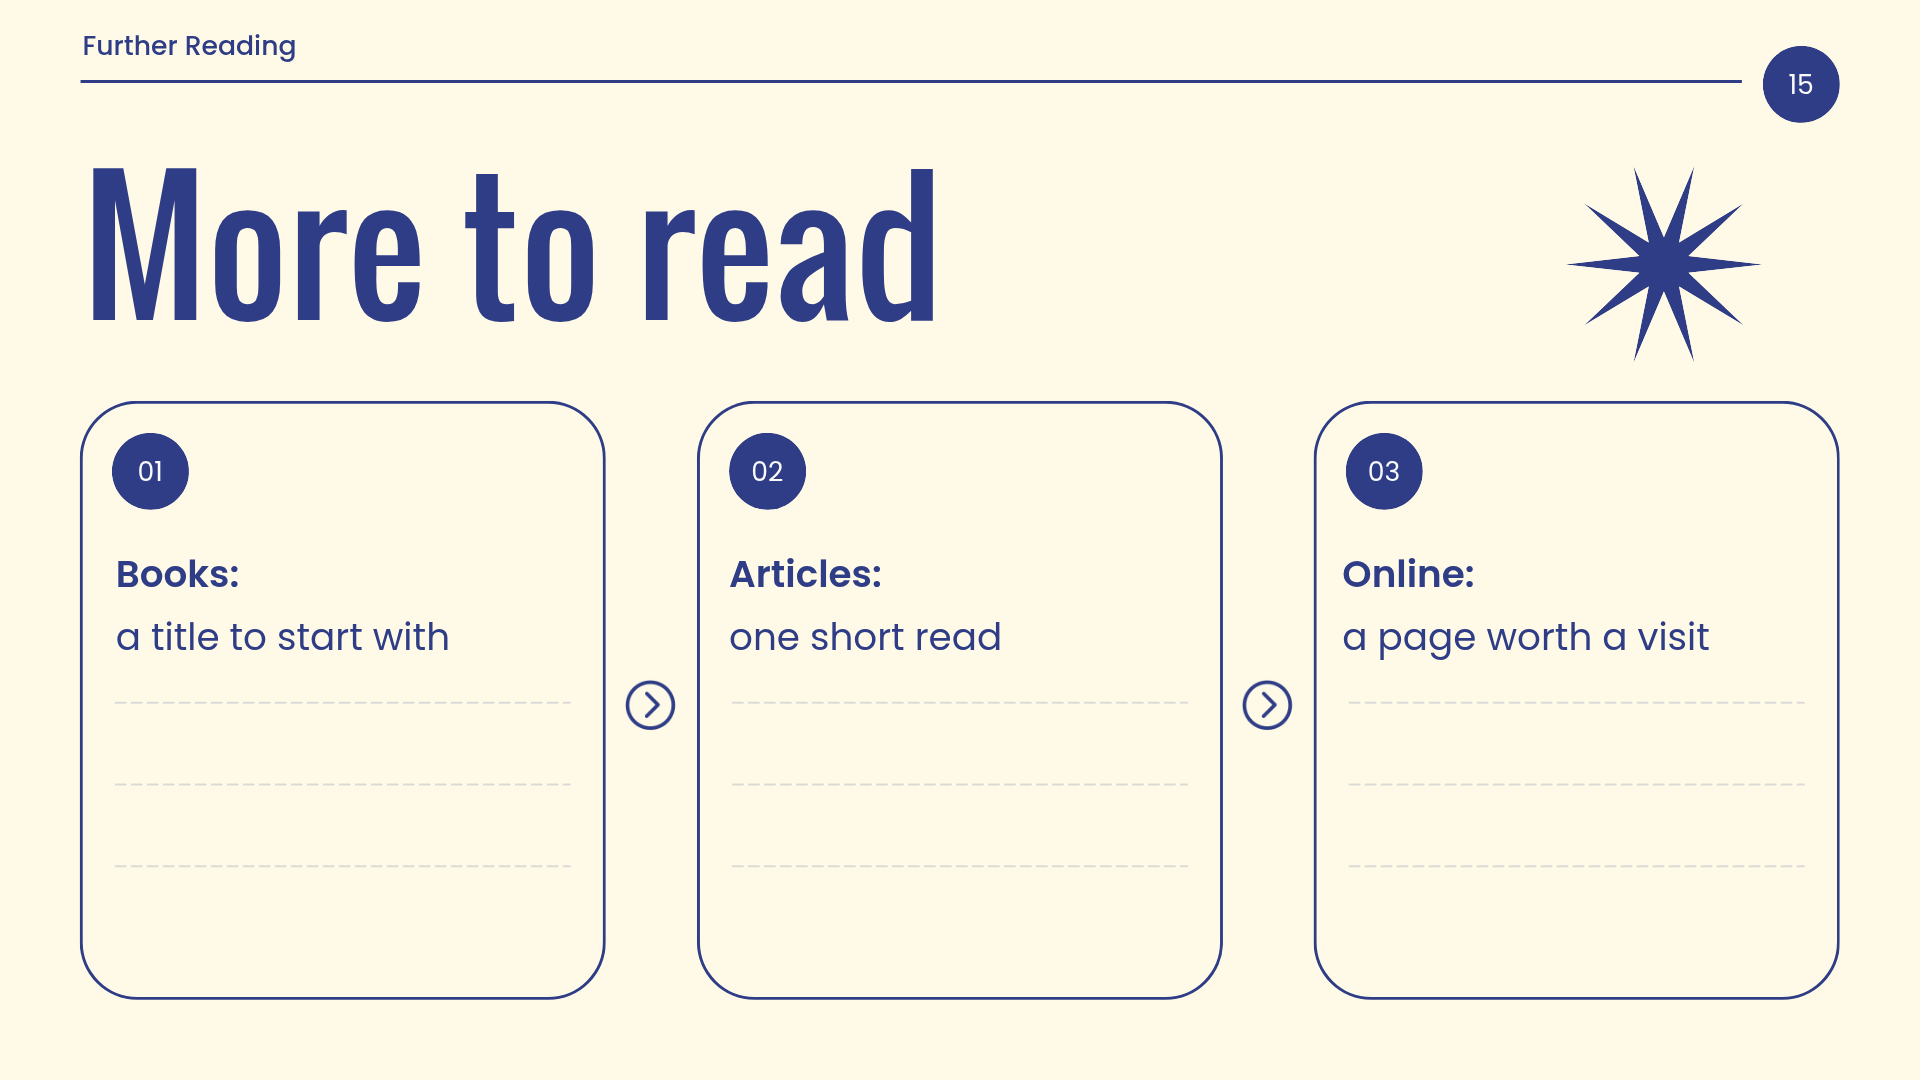 Further Reading
15
More to read
01
Books:
a title to start with
02
Articles:
one short read
03
Online:
a page worth a visit